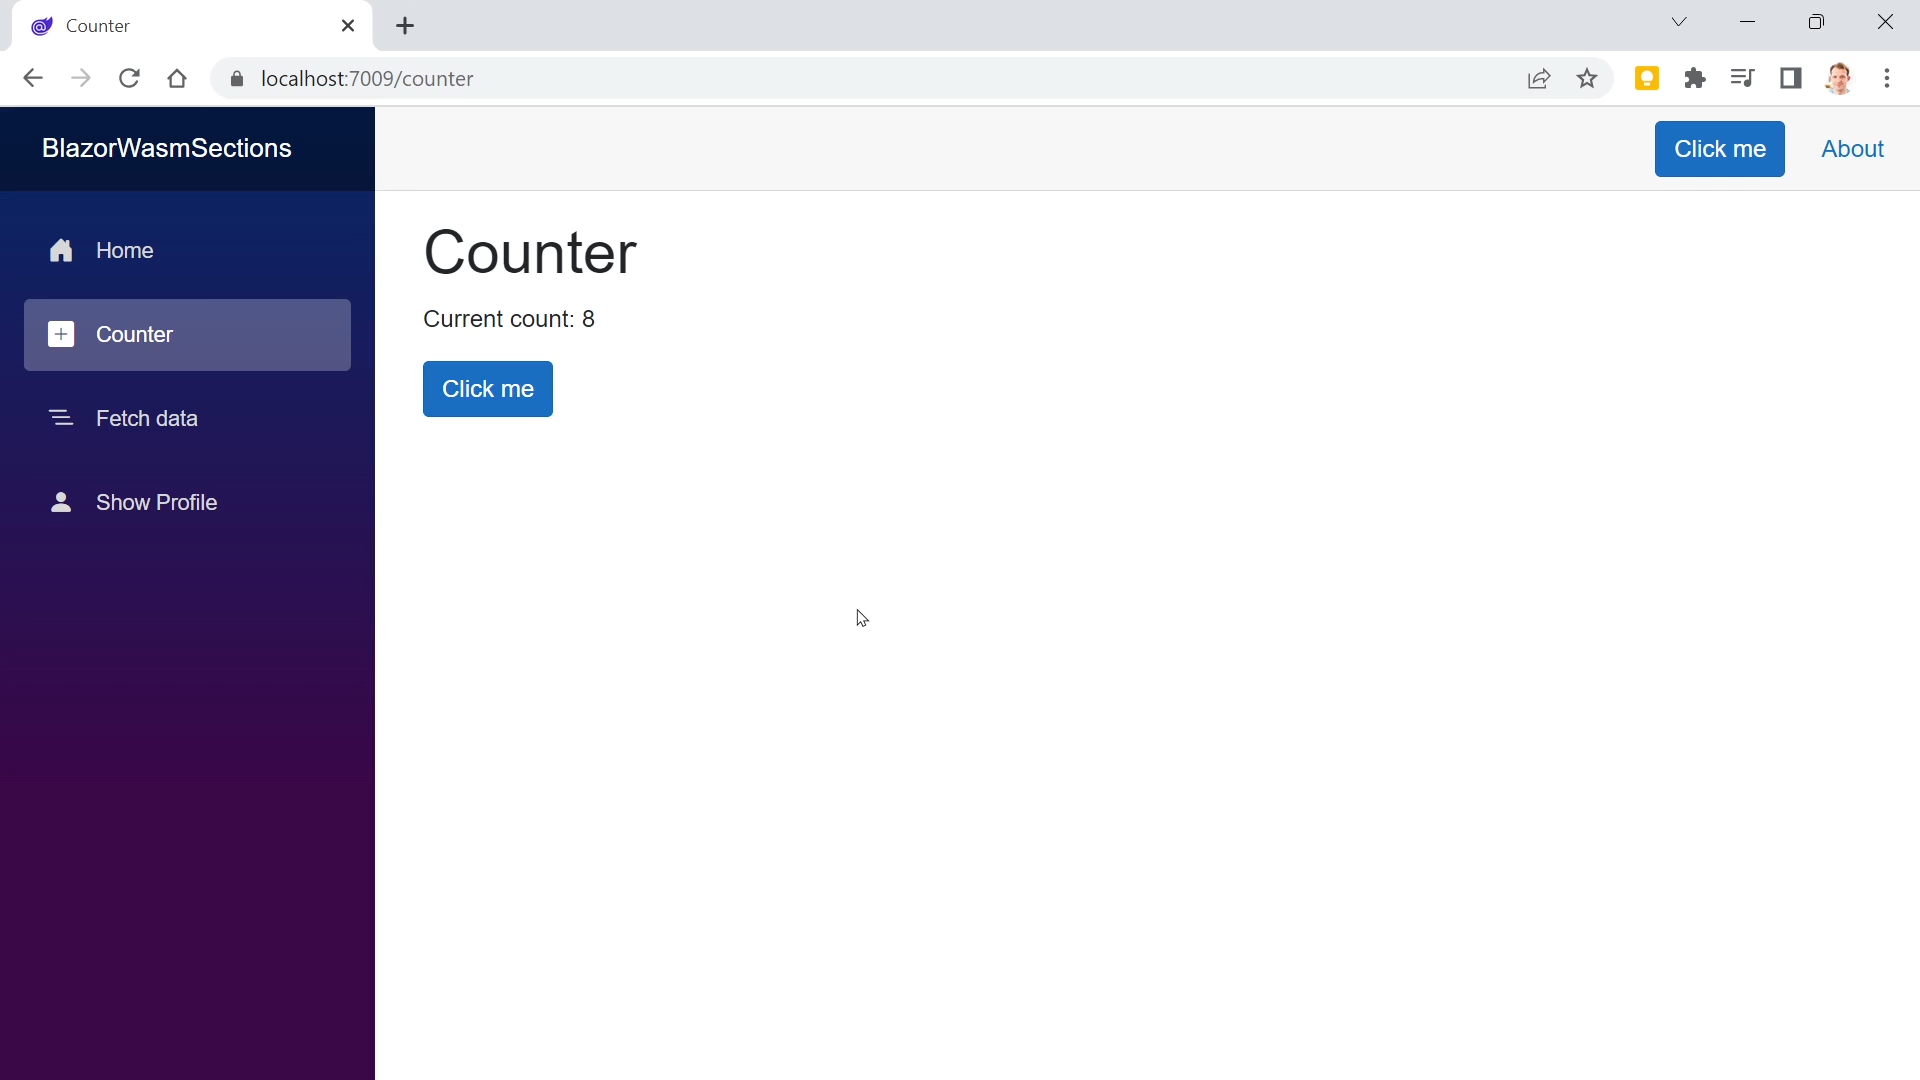 Counter
localhost:7009/counter
BlazorWasmSections
Click me
About
Home
Counter
Fetch data
Show Profile
Counter
Current count: 8
Click me